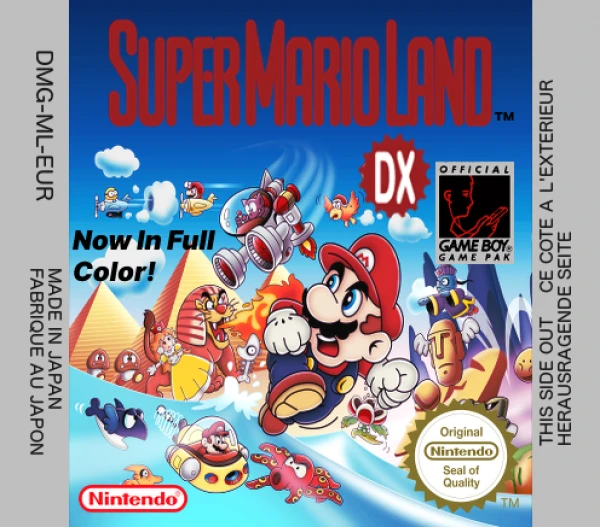 SUPER MARIO LAND
TM
DX
OFFICIAL
GAME BOY®
GAME PAK
Now In Full
Color!
Original
Nintendo
Seal of
Quality
TM
Nintendo
DMG-ML-EUR
MADE IN JAPAN
FABRIQUE AU JAPON
THIS SIDE OUT CE COTE A L'EXTERIEUR
HERAUSRAGENDE SEITE